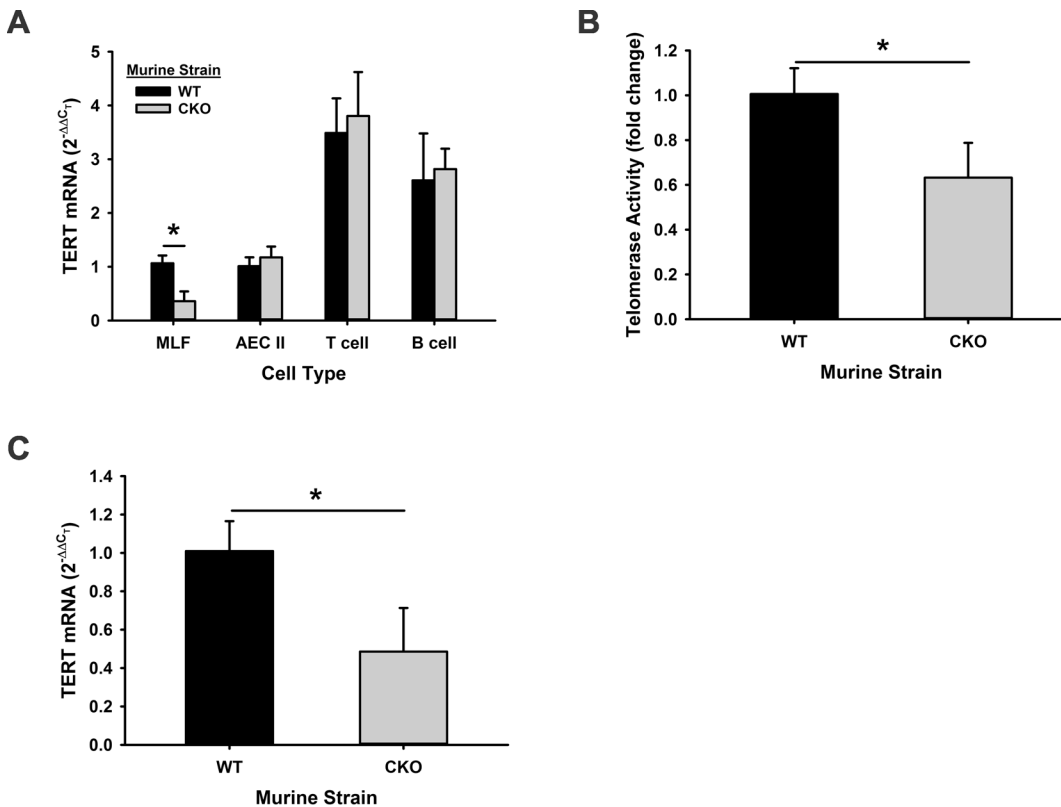 A
TERT mRNA (2^-ΔΔC_T)
5
4
3
2
1
0
Murine Strain
WT
CKO
*
MLF AEC II T cell B cell
Cell Type
B
Telomerase Activity (fold change)
1.2
1.0
0.8
0.6
0.4
0.2
0.0
*
WT CKO
Murine Strain
C
TERT mRNA (2^-ΔΔC_T)
1.4
1.2
1.0
0.8
0.6
0.4
0.2
0.0
*
WT CKO
Murine Strain